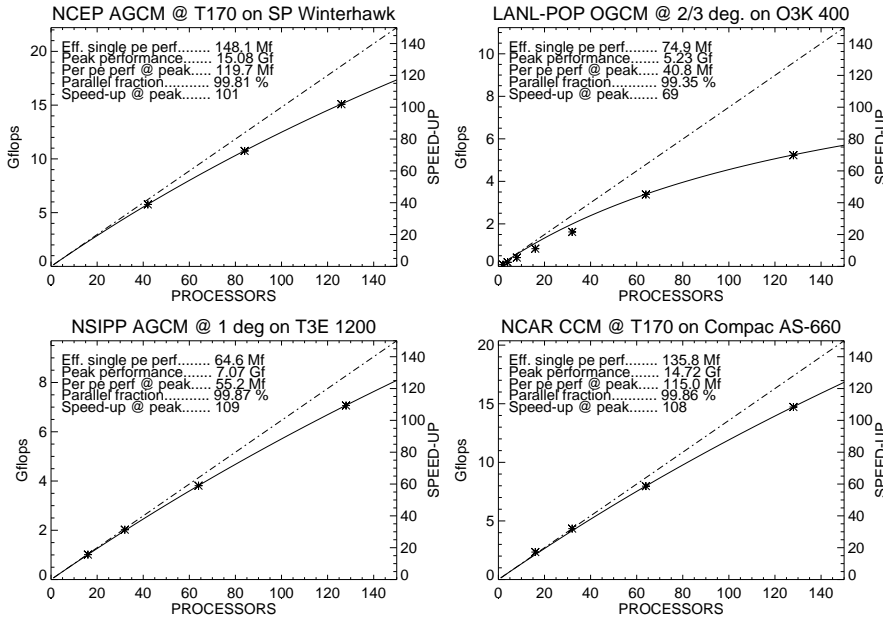 NCEP AGCM @ T170 on SP Winterhawk
Eff. single pe perf....... 148.1 Mf
Peak performance...... 15.08 Gf
Per pe perf @ peak.... 119.7 Mf
Parallel fraction......... 99.81 %
Speed-up @ peak...... 101
Gflops
20
15
10
5
0
SPEED-UP
140
120
100
80
60
40
20
0
0 20 40 60 80 100 120 140
PROCESSORS
LANL-POP OGCM @ 2/3 deg. on O3K 400
Eff. single pe perf........ 74.9 Mf
Peak performance...... 5.23 Gf
Per pe perf @ peak.... 40.8 Mf
Parallel fraction......... 99.35 %
Speed-up @ peak...... 69
Gflops
10
8
6
4
2
0
SPEED-UP
140
120
100
80
60
40
20
0
0 20 40 60 80 100 120 140
PROCESSORS
NSIPP AGCM @ 1 deg on T3E 1200
Eff. single pe perf........ 64.6 Mf
Peak performance....... 7.07 Gf
Per pe perf @ peak..... 55.2 Mf
Parallel fraction.......... 99.87 %
Speed-up @ peak....... 109
Gflops
8
6
4
2
0
SPEED-UP
140
120
100
80
60
40
20
0
0 20 40 60 80 100 120 140
PROCESSORS
NCAR CCM @ T170 on Compac AS-660
Eff. single pe perf........ 135.8 Mf
Peak performance....... 14.72 Gf
Per pe perf @ peak..... 115.0 Mf
Parallel fraction.......... 99.86 %
Speed-up @ peak....... 108
Gflops
20
15
10
5
0
SPEED-UP
140
120
100
80
60
40
20
0
0 20 40 60 80 100 120 140
PROCESSORS